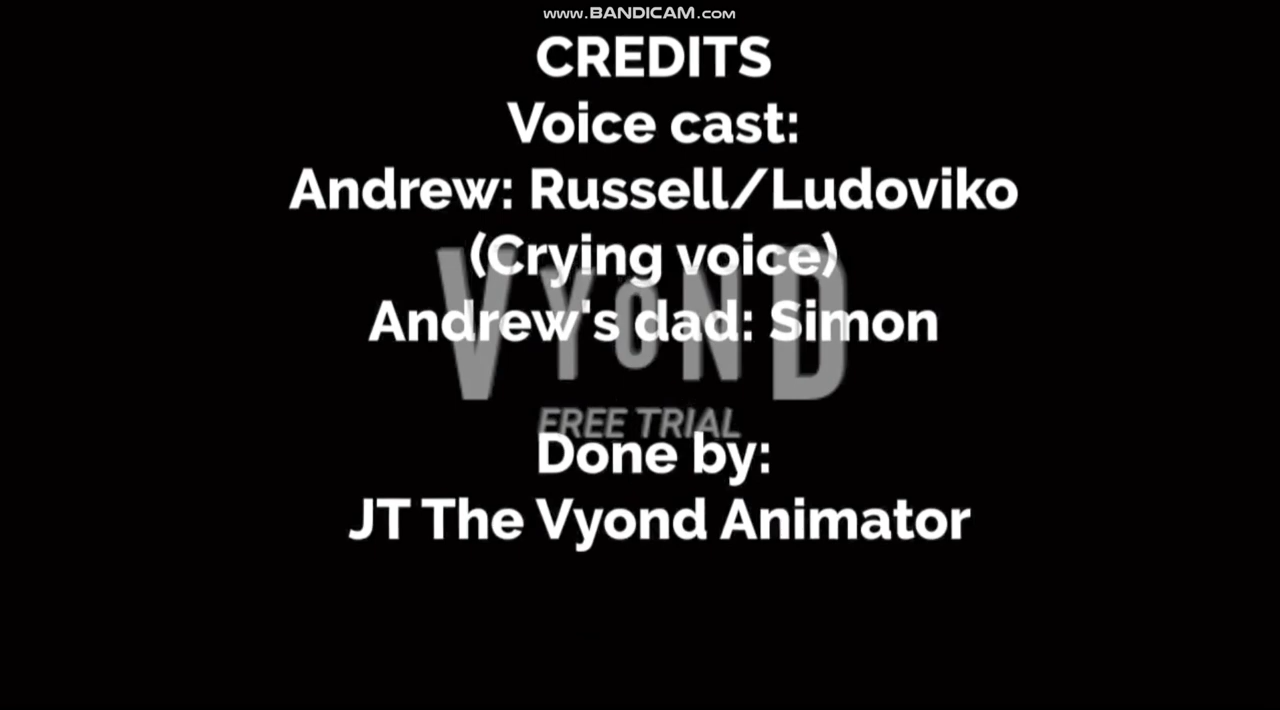 www.BANDICAM.com
CREDITS
Voice cast:
Andrew: Russell/Ludoviko
(Crying voice)
Andrew's dad: Simon
VYOND
FREE TRIAL
Done by:
JT The Vyond Animator